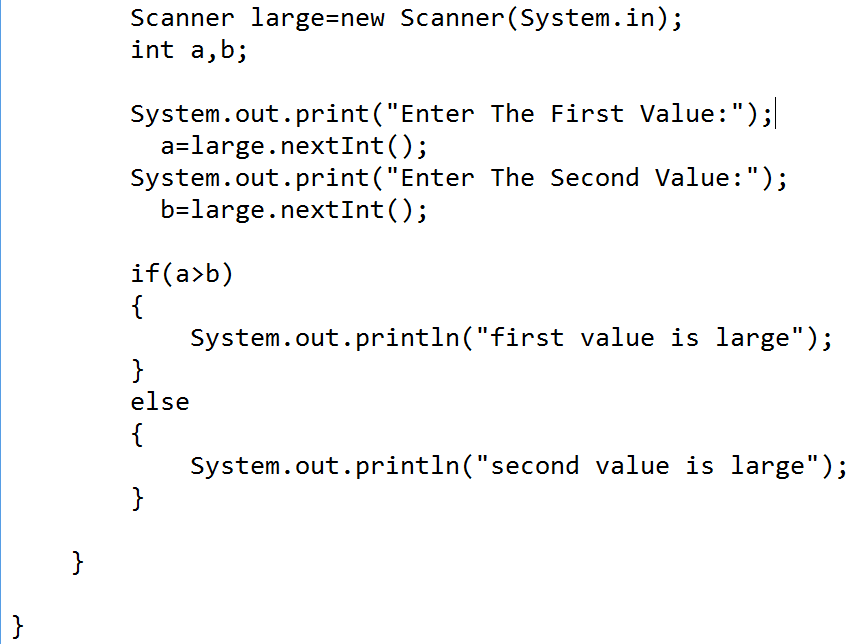 Scanner large=new Scanner(System.in);
int a,b;
System.out.print("Enter The First Value:");
a=large.nextInt();
System.out.print("Enter The Second Value:");
b=large.nextInt();
if(a>b)
{
System.out.println("first value is large");
}
else
{
System.out.println("second value is large");
}
}
}